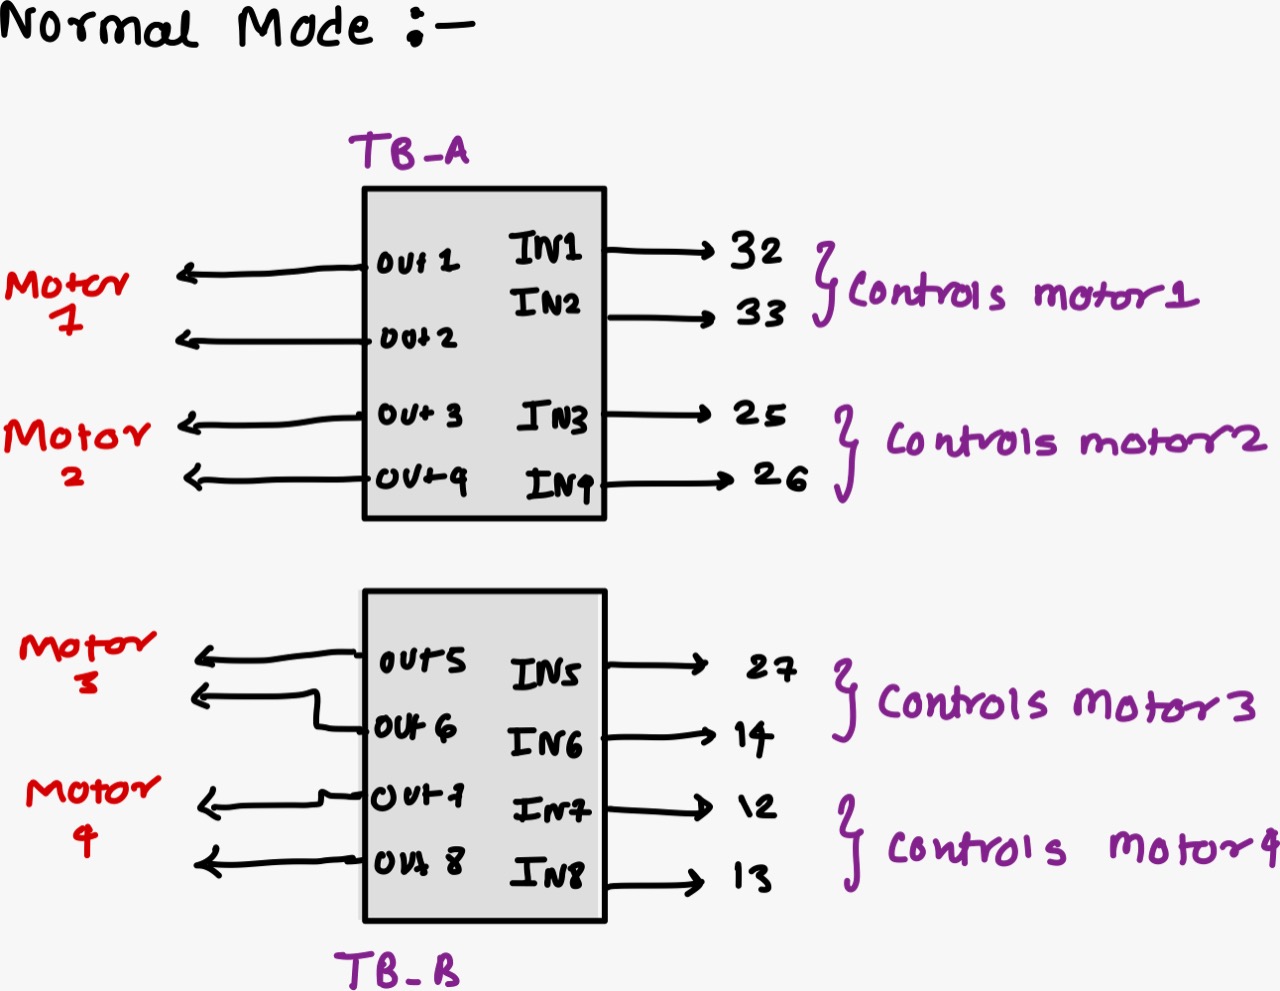 Normal Mode :-
TB_A
Motor
1
out 1
IN1
32
Controls motor1
out 2
IN2
33
Motor
2
out 3
IN3
25
Controls motor2
out 4
IN4
26
Motor
3
out 5
IN5
27
Controls motor3
out 6
IN6
14
Motor
4
out 7
IN7
12
Controls motor4
out 8
IN8
13
TB_B